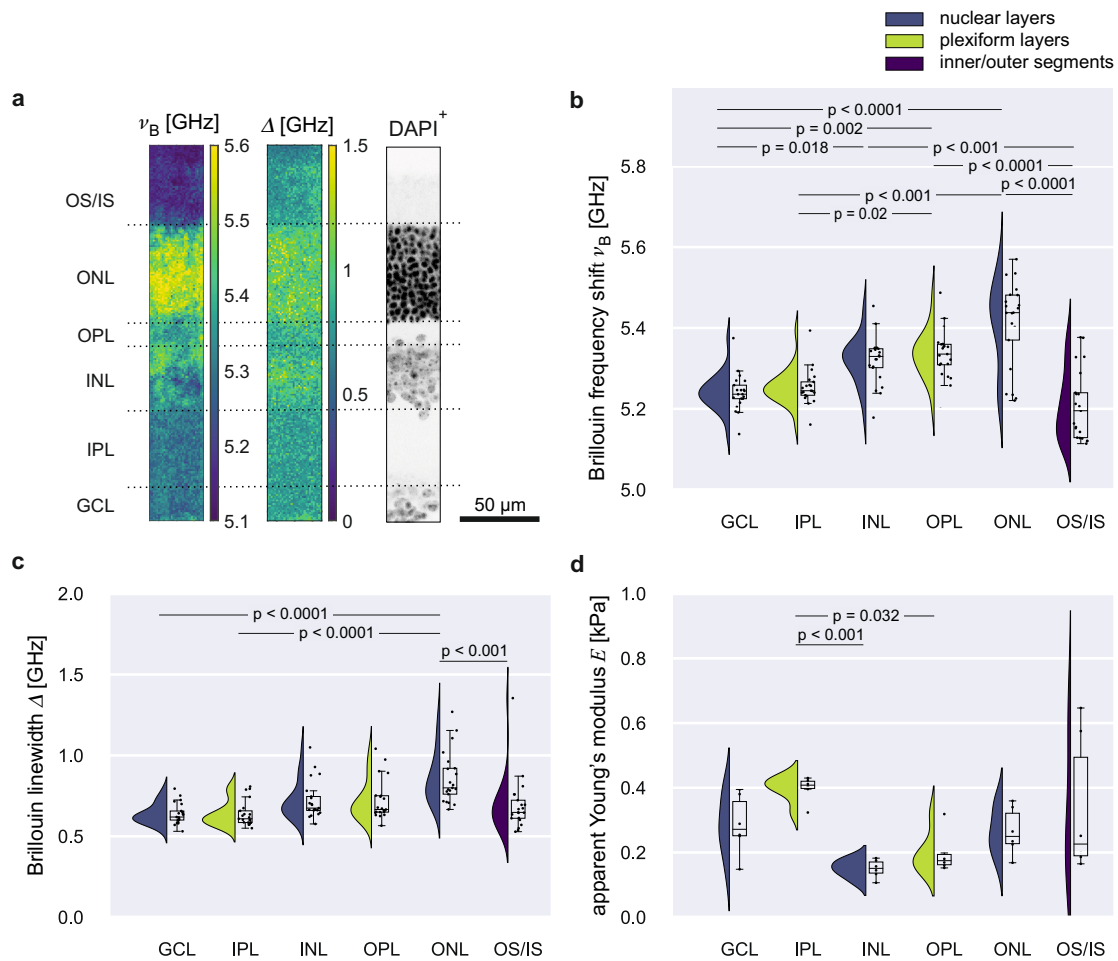 nuclear layers
plexiform layers
inner/outer segments
a
ν_B [GHz]
Δ [GHz]
DAPI⁺
5.6
5.5
5.4
5.3
5.2
5.1
1.5
1
0.5
0
OS/IS
ONL
OPL
INL
IPL
GCL
50 µm
b
Brillouin frequency shift ν_B [GHz]
5.8
5.6
5.4
5.2
5.0
p < 0.0001
p = 0.002
p = 0.018
p < 0.001
p < 0.0001
p < 0.001
p < 0.0001
p = 0.02
GCL IPL INL OPL ONL OS/IS
c
Brillouin linewidth Δ [GHz]
2.0
1.5
1.0
0.5
0.0
p < 0.0001
p < 0.0001
p < 0.001
GCL IPL INL OPL ONL OS/IS
d
apparent Young's modulus E [kPa]
1.0
0.8
0.6
0.4
0.2
0.0
p = 0.032
p < 0.001
GCL IPL INL OPL ONL OS/IS